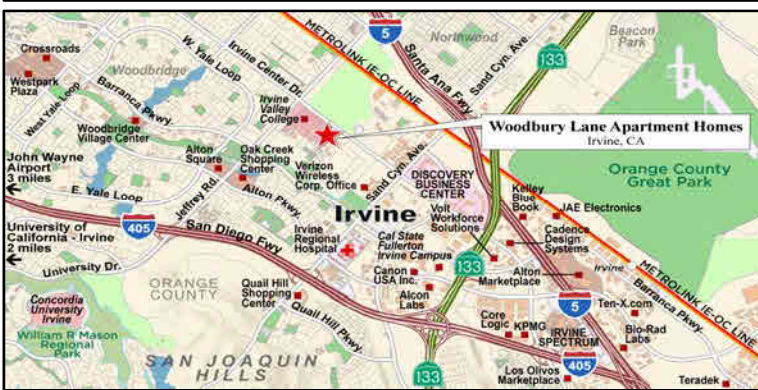 Crossroads
Westpark
Plaza
Woodbridge
W. Yale Loop
Irvine Center Dr.
5
Santa Ana Fwy
METROLINK IE-OC LINE
Northwood
Sand Cyn. Ave.
133
Beacon
Park
West Yale Loop
Barranca Pkwy.
Woodbridge
Village Center
Irvine
Valley
College
Woodbury Lane Apartment Homes
Irvine, CA
John Wayne
Airport
3 miles
Alton
Square
Oak Creek
Shopping
Center
Verizon
Wireless
Corp. Office
Sand Cyn. Ave.
DISCOVERY
BUSINESS
CENTER
Orange County
Great Park
E. Yale Loop
Jeffrey Rd.
Alton Pkwy.
Irvine
Volt
Workforce
Solutions
Kelley
Blue
Book
JAE Electronics
University of
California - Irvine
2 miles
405
San Diego Fwy
Irvine
Regional
Hospital
Cal State
Fullerton
Irvine Campus
Cadence
Design
Systems
University Dr.
ORANGE
COUNTY
Quail Hill
Shopping
Center
Quail Hill Pkwy.
Canon
USA Inc.
Alcon
Labs
133
Alton
Marketplace
Irvine
METROLINK IE-OC LINE
Barranca Pkwy.
Concordia
University
Irvine
William R Mason
Regional
Park
SAN JOAQUIN
HILLS
5
Ten-X.com
Core
Logic
KPMG
IRVINE
SPECTRUM
Bio-Rad
Labs
133
405
Los Olivos
Marketplace
Teradek